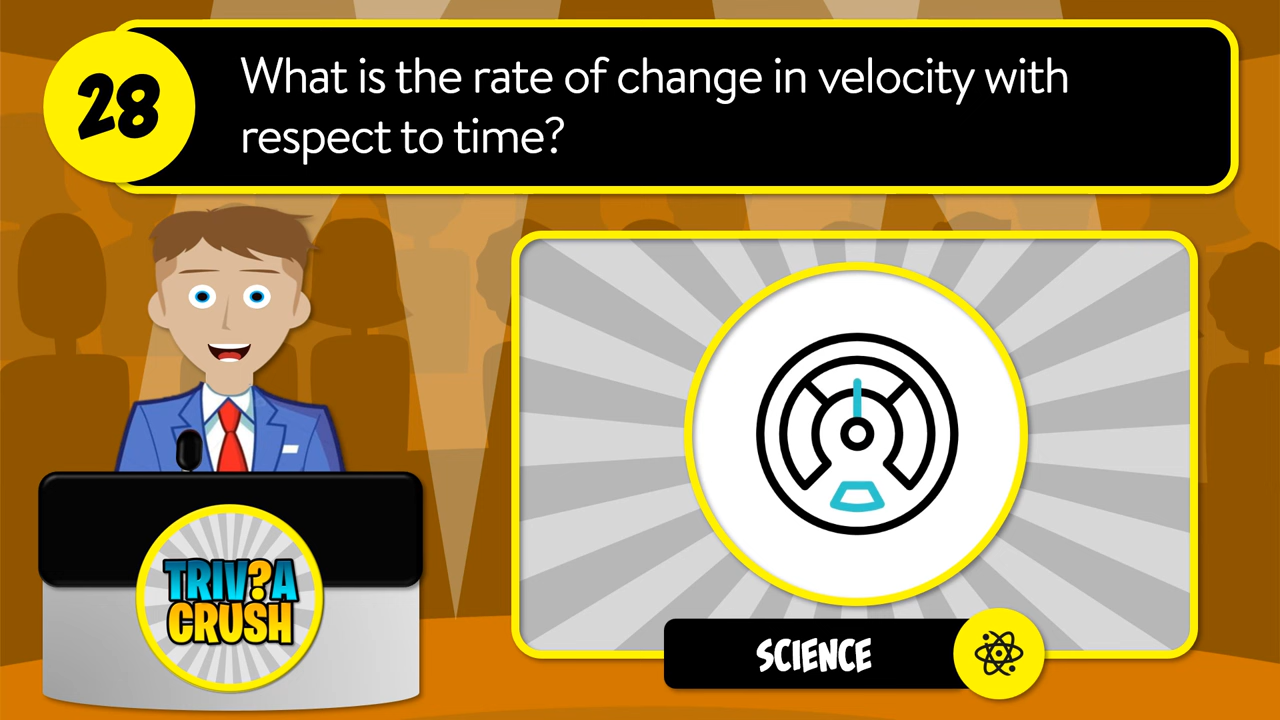 28
What is the rate of change in velocity with
respect to time?
TRIV?A
CRUSH
SCIENCE